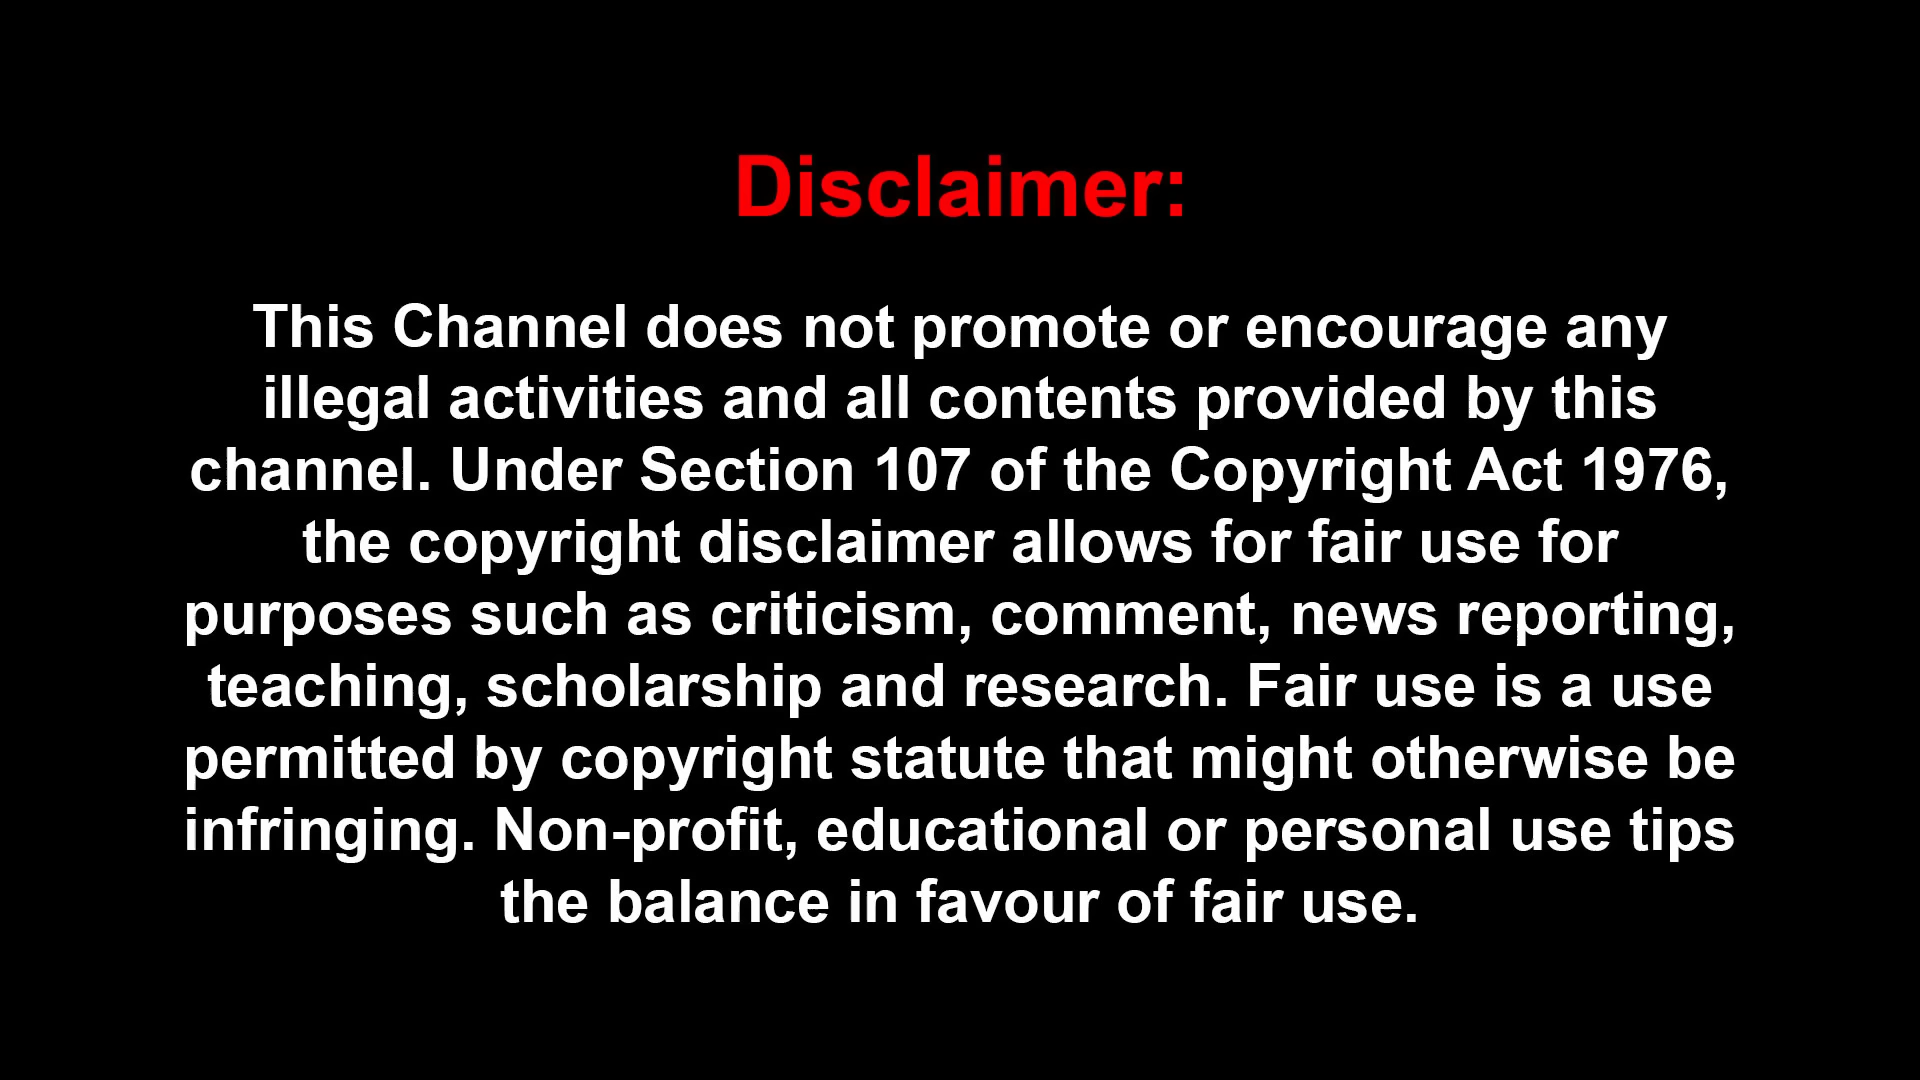 Disclaimer:
This Channel does not promote or encourage any
illegal activities and all contents provided by this
channel. Under Section 107 of the Copyright Act 1976,
the copyright disclaimer allows for fair use for
purposes such as criticism, comment, news reporting,
teaching, scholarship and research. Fair use is a use
permitted by copyright statute that might otherwise be
infringing. Non-profit, educational or personal use tips
the balance in favour of fair use.